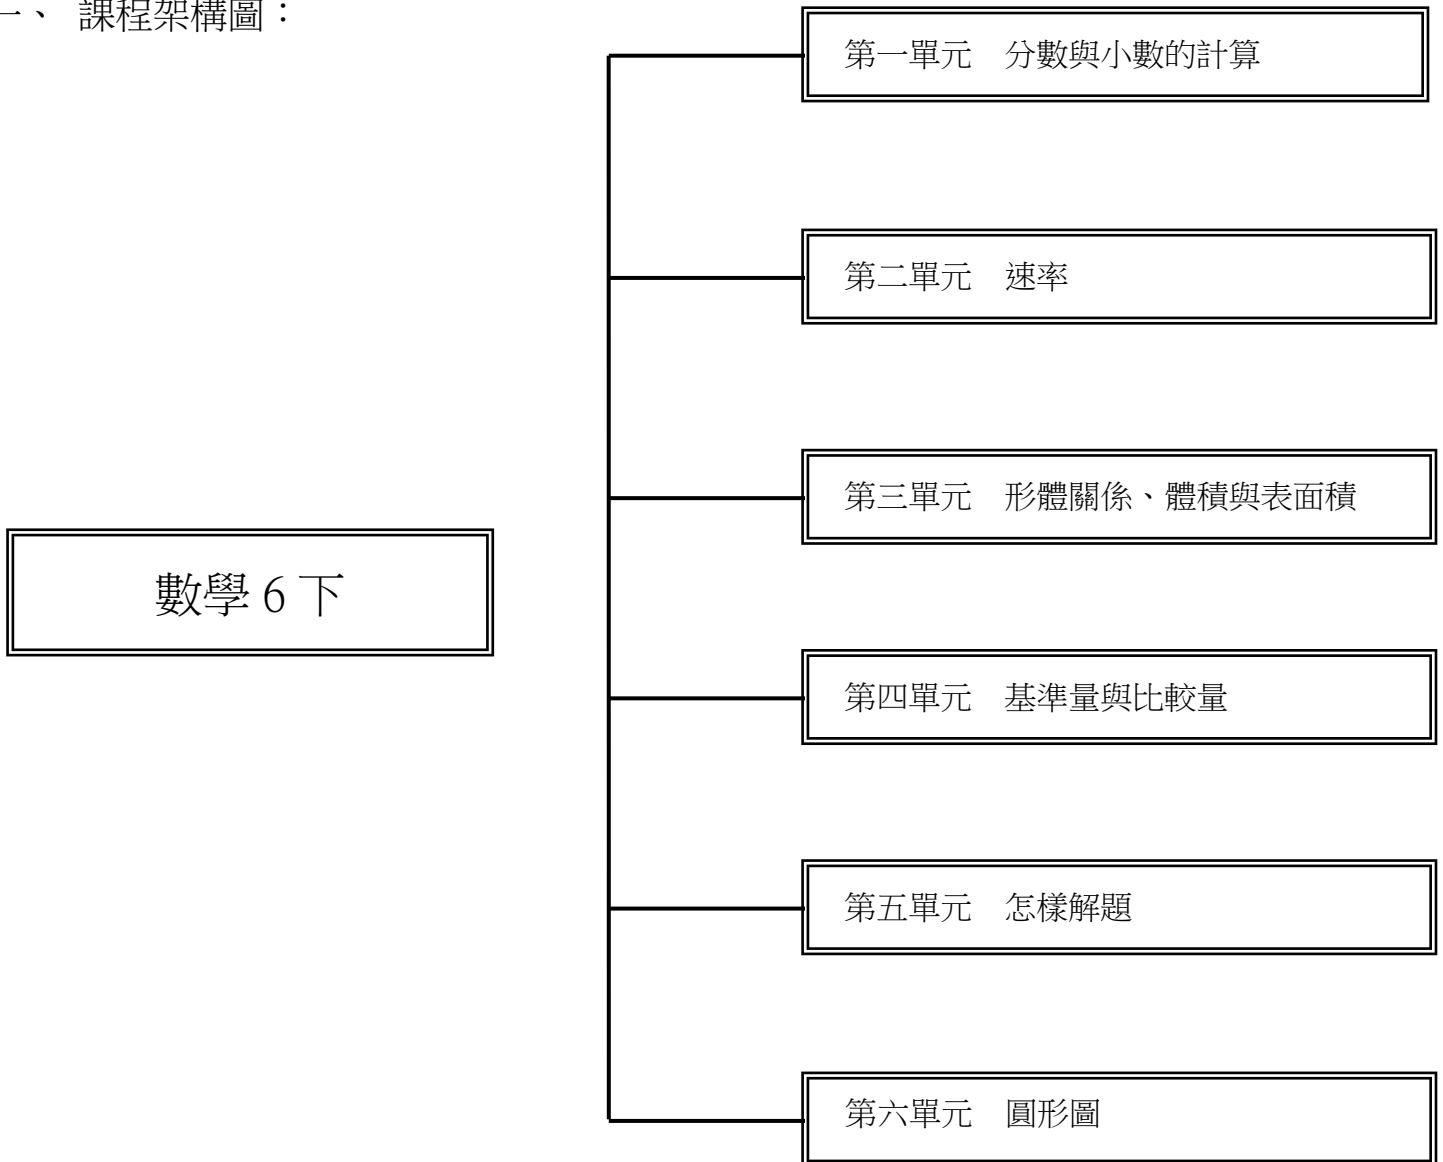 一、 課程架構圖：
第一單元　分數與小數的計算
第二單元　速率
第三單元　形體關係、體積與表面積
數學 6 下
第四單元　基準量與比較量
第五單元　怎樣解題
第六單元　圓形圖